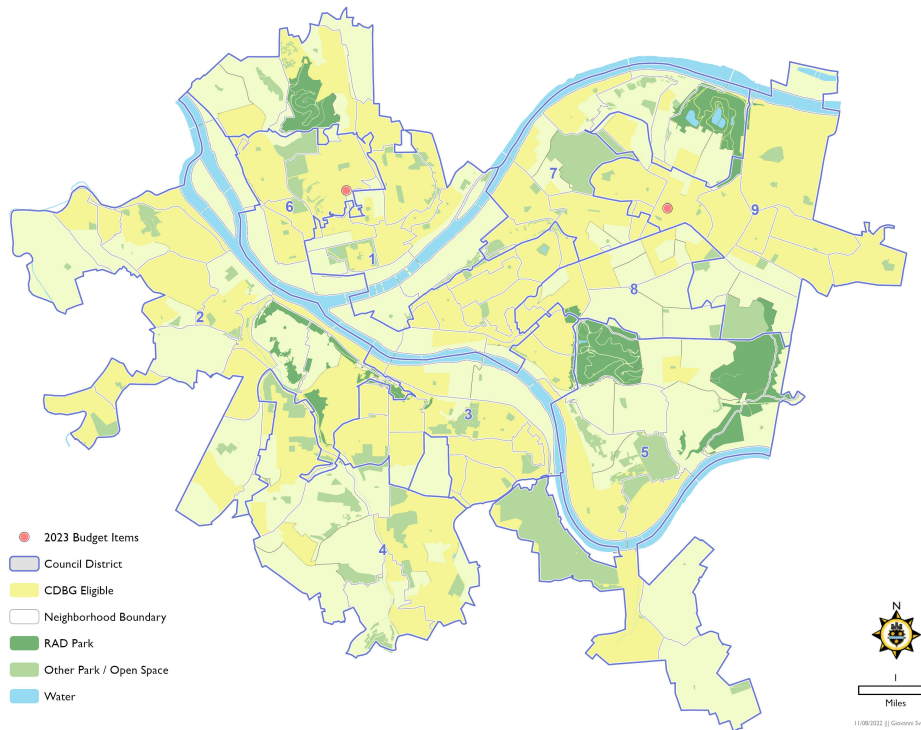 7
9
6
1
8
2
3
5
4
2023 Budget Items
Council District
CDBG Eligible
Neighborhood Boundary
RAD Park
Other Park / Open Space
Water
N
1
Miles
11/08/2022 || Giovanni